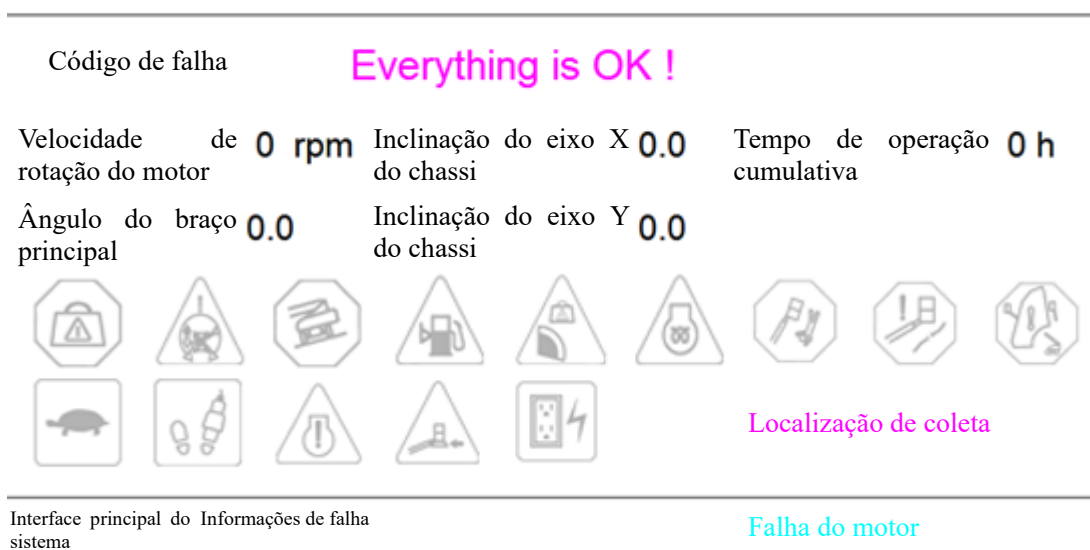 Código de falha Everything is OK !
Velocidade de 0 rpm Inclinação do eixo X 0.0 Tempo de operação 0 h
rotação do motor do chassi cumulativa
Ângulo do braço 0.0 Inclinação do eixo Y 0.0
principal do chassi
Localização de coleta
Interface principal do Informações de falha
sistema
Falha do motor